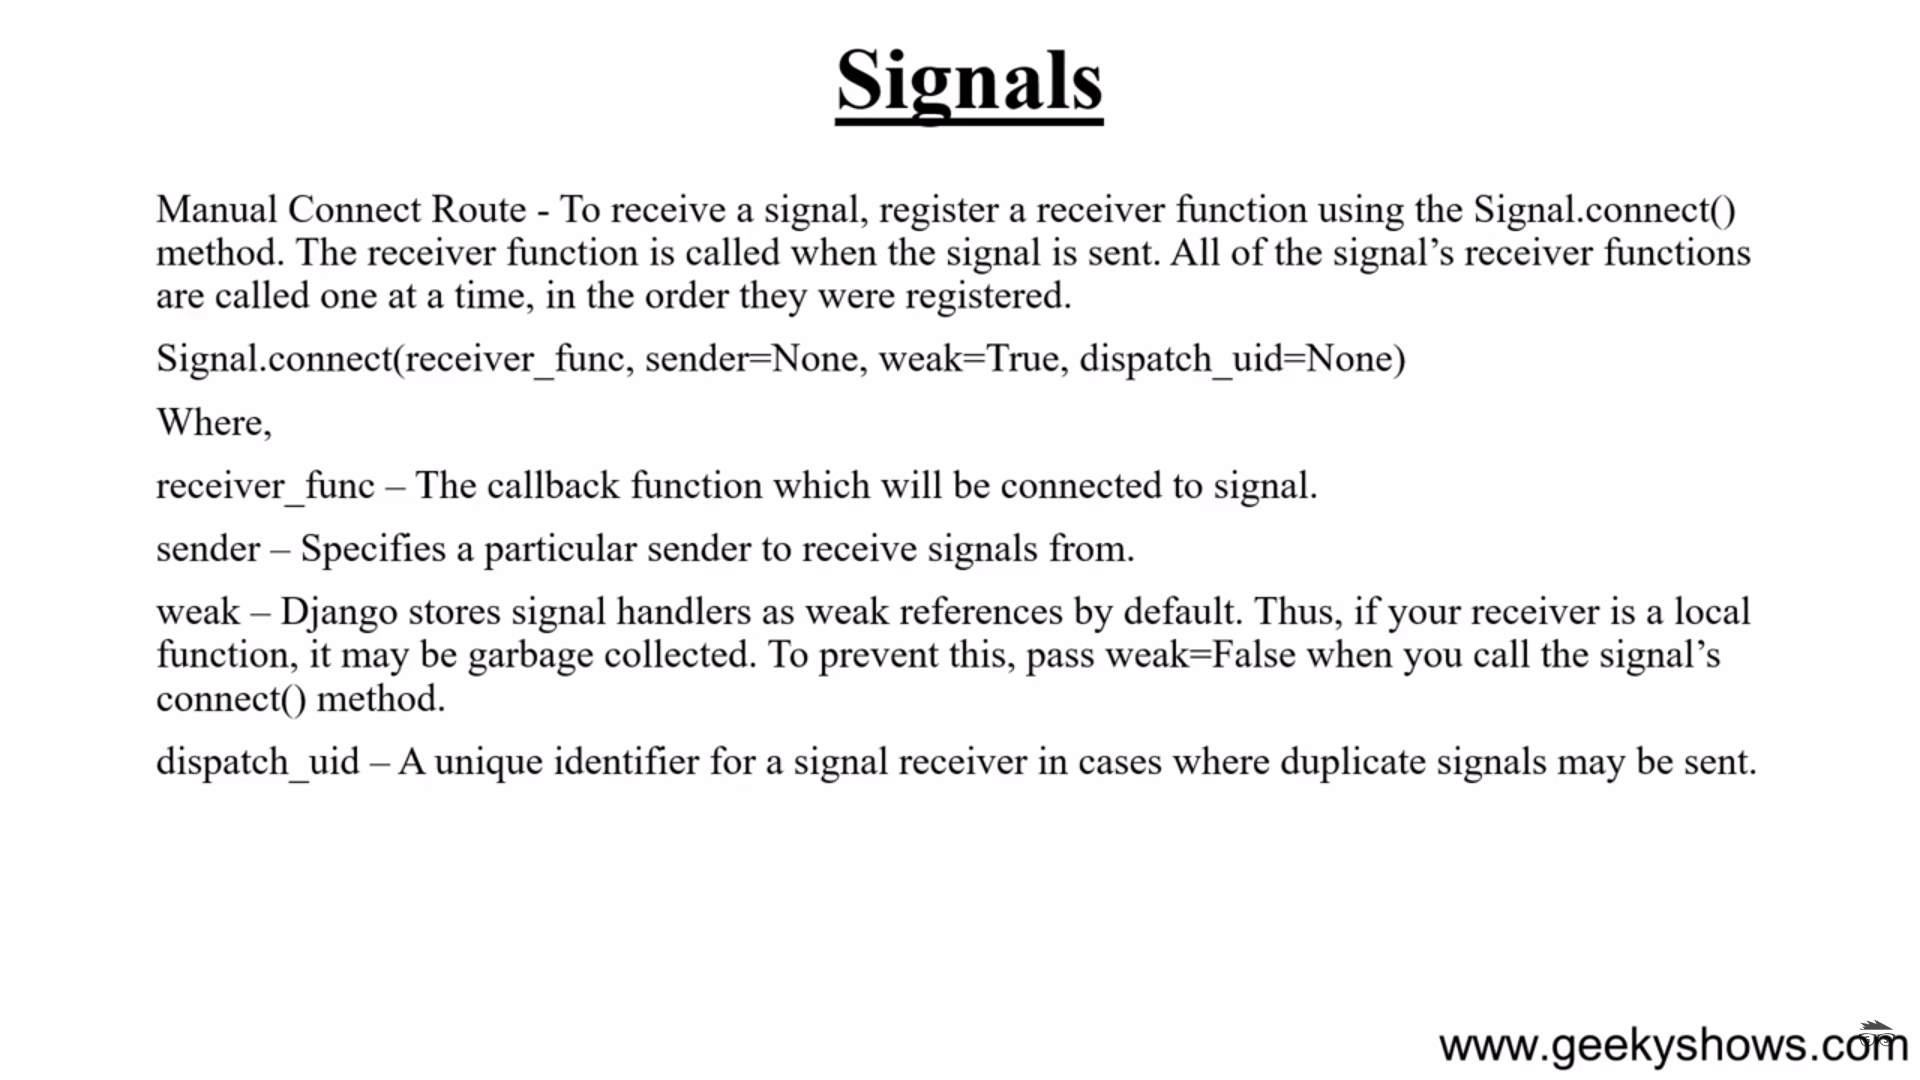 Signals
Manual Connect Route - To receive a signal, register a receiver function using the Signal.connect()
method. The receiver function is called when the signal is sent. All of the signal’s receiver functions
are called one at a time, in the order they were registered.
Signal.connect(receiver_func, sender=None, weak=True, dispatch_uid=None)
Where,
receiver_func – The callback function which will be connected to signal.
sender – Specifies a particular sender to receive signals from.
weak – Django stores signal handlers as weak references by default. Thus, if your receiver is a local
function, it may be garbage collected. To prevent this, pass weak=False when you call the signal’s
connect() method.
dispatch_uid – A unique identifier for a signal receiver in cases where duplicate signals may be sent.
www.geekyshows.com